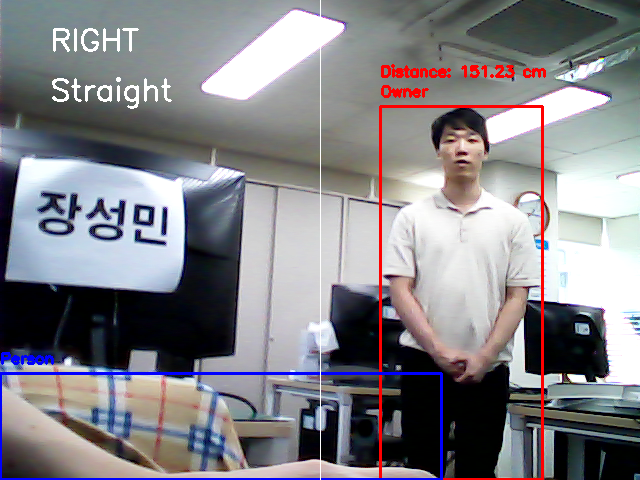 RIGHT
Straight
Distance: 151.23 cm
Owner
장성민
Person